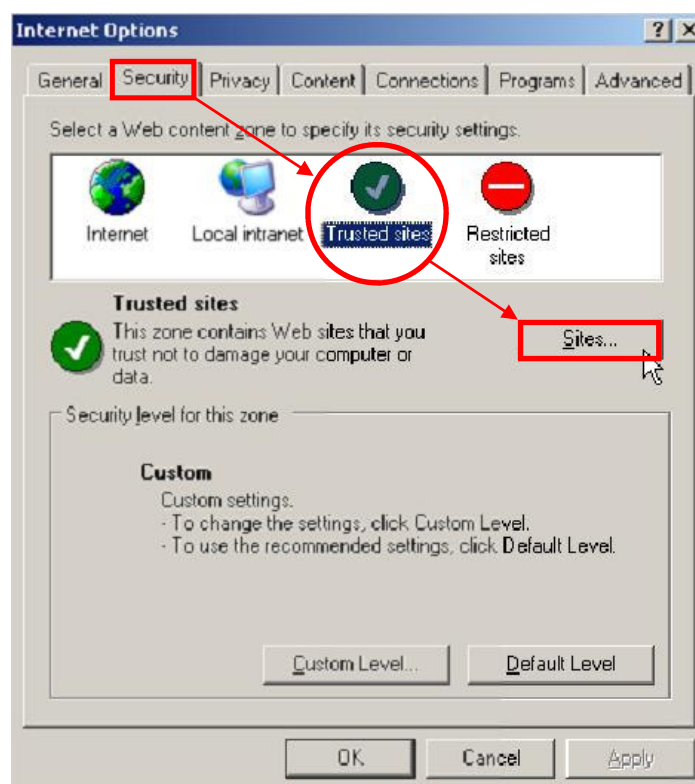 Internet Options
General Security Privacy Content Connections Programs Advanced
Select a Web content zone to specify its security settings.
Internet Local intranet Trusted sites Restricted sites
Trusted sites
This zone contains Web sites that you
trust not to damage your computer or
data.
Sites...
Security level for this zone
Custom
Custom settings.
- To change the settings, click Custom Level.
- To use the recommended settings, click Default Level.
Custom Level... Default Level
OK Cancel Apply